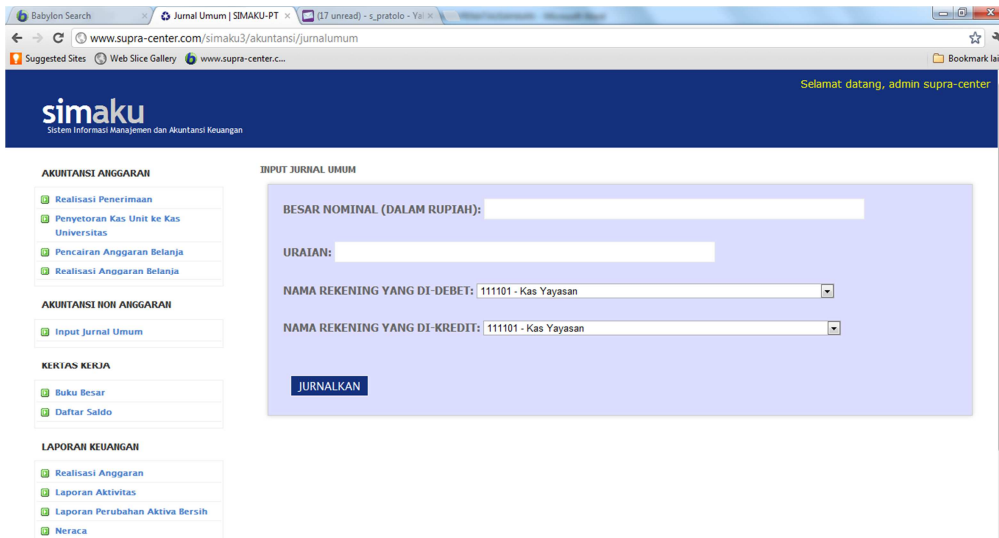 Babylon Search
Jurnal Umum | SIMAKU-PT
(17 unread) - s_pratolo - Ya
www.supra-center.com/simaku3/akuntansi/jurnalumum
Suggested Sites
Web Slice Gallery
www.supra-center.c...
Bookmark lai
Selamat datang, admin supra-center
simaku
Sistem Informasi Manajemen dan Akuntansi Keuangan
AKUNTANSI ANGGARAN
Realisasi Penerimaan
Penyetoran Kas Unit ke Kas
Universitas
Pencairan Anggaran Belanja
Realisasi Anggaran Belanja
AKUNTANSI NON ANGGARAN
Input Jurnal Umum
KERTAS KERJA
Buku Besar
Daftar Saldo
LAPORAN KEUANGAN
Realisasi Anggaran
Laporan Aktivitas
Laporan Perubahan Aktiva Bersih
Neraca
INPUT JURNAL UMUM
BESAR NOMINAL (DALAM RUPIAH):
URAIAN:
NAMA REKENING YANG DI-DEBET: 111101 - Kas Yayasan
NAMA REKENING YANG DI-KREDIT: 111101 - Kas Yayasan
JURNALKAN